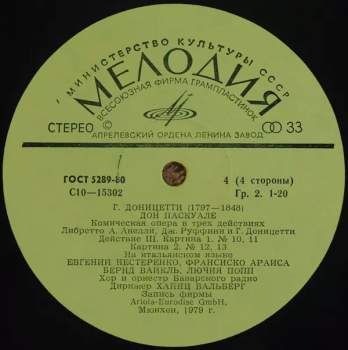 МИНИСТЕРСТВО КУЛЬТУРЫ СССР
МЕЛОДИЯ
ВСЕСОЮЗНАЯ ФИРМА ГРАМПЛАСТИНОК
СТЕРЕО
33
АПРЕЛЕВСКИЙ ОРДЕНА ЛЕНИНА ЗАВОД
ГОСТ 5289-80
4 (4 стороны)
С10—15302
Гр. 2. 1-20
Г. ДОНИЦЕТТИ (1797—1848)
ДОН ПАСКУАЛЕ
Комическая опера в трех действиях
Либретто А. Анелли, Дж. Руффини и Г. Доницетти
Действие III. Картина 1. № 10, 11
Картина 2. № 12, 13
На итальянском языке
ЕВГЕНИЙ НЕСТЕРЕНКО, ФРАНСИСКО АРАИСА
БЕРНД ВАЙКЛЬ, ЛЮЧИЯ ПОПП
Хор и оркестр Баварского радио
Дирижер ХАЙНЦ ВАЛЬБЕРГ
Запись фирмы
Ariola-Eurodisc GmbH,
Мюнхен, 1979 г.